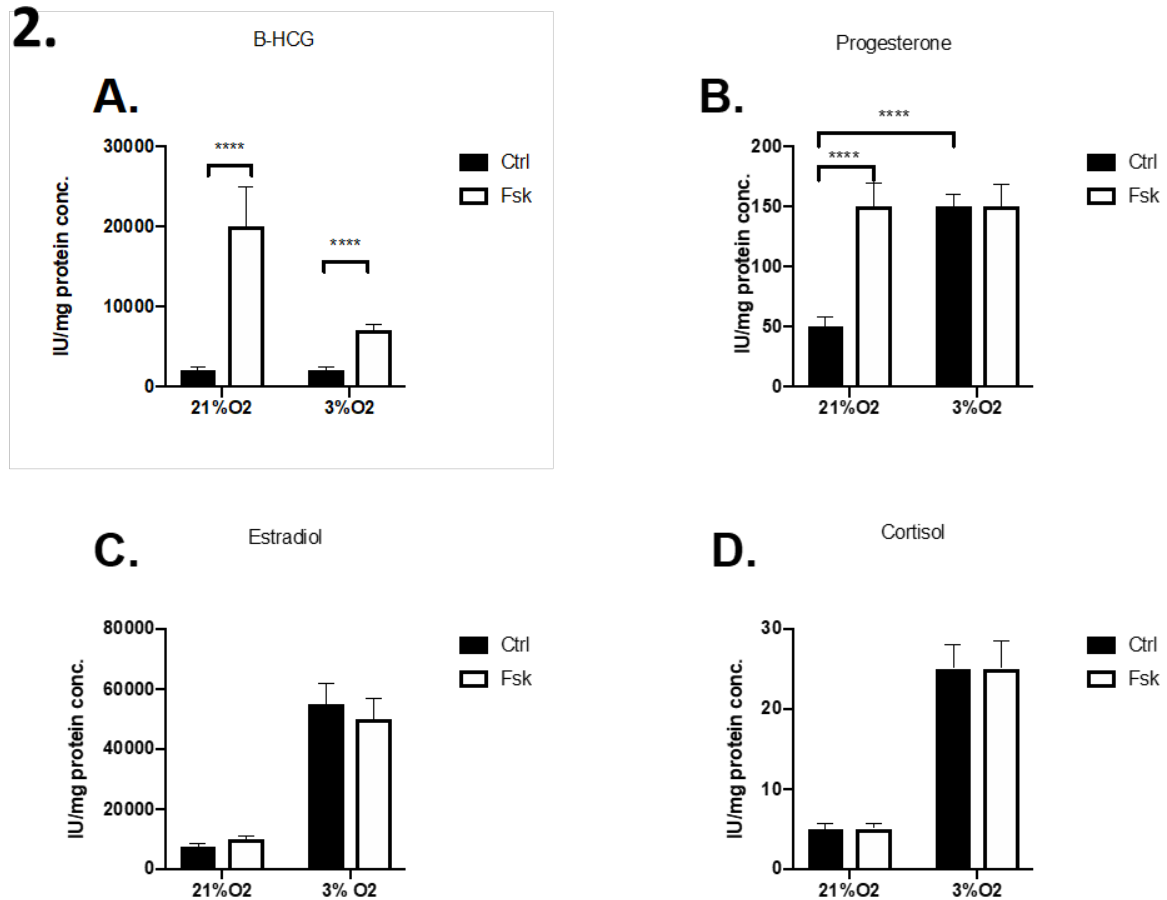 2.
B-HCG
A.
IU/mg protein conc.
30000
20000
10000
0
****
****
21%O2
3%O2
Ctrl
Fsk
Progesterone
B.
IU/mg protein conc.
200
150
100
50
0
****
****
21%O2
3%O2
Ctrl
Fsk
Estradiol
C.
IU/mg protein conc.
80000
60000
40000
20000
0
21%O2
3% O2
Ctrl
Fsk
Cortisol
D.
IU/mg protein conc.
30
20
10
0
21%O2
3%O2
Ctrl
Fsk